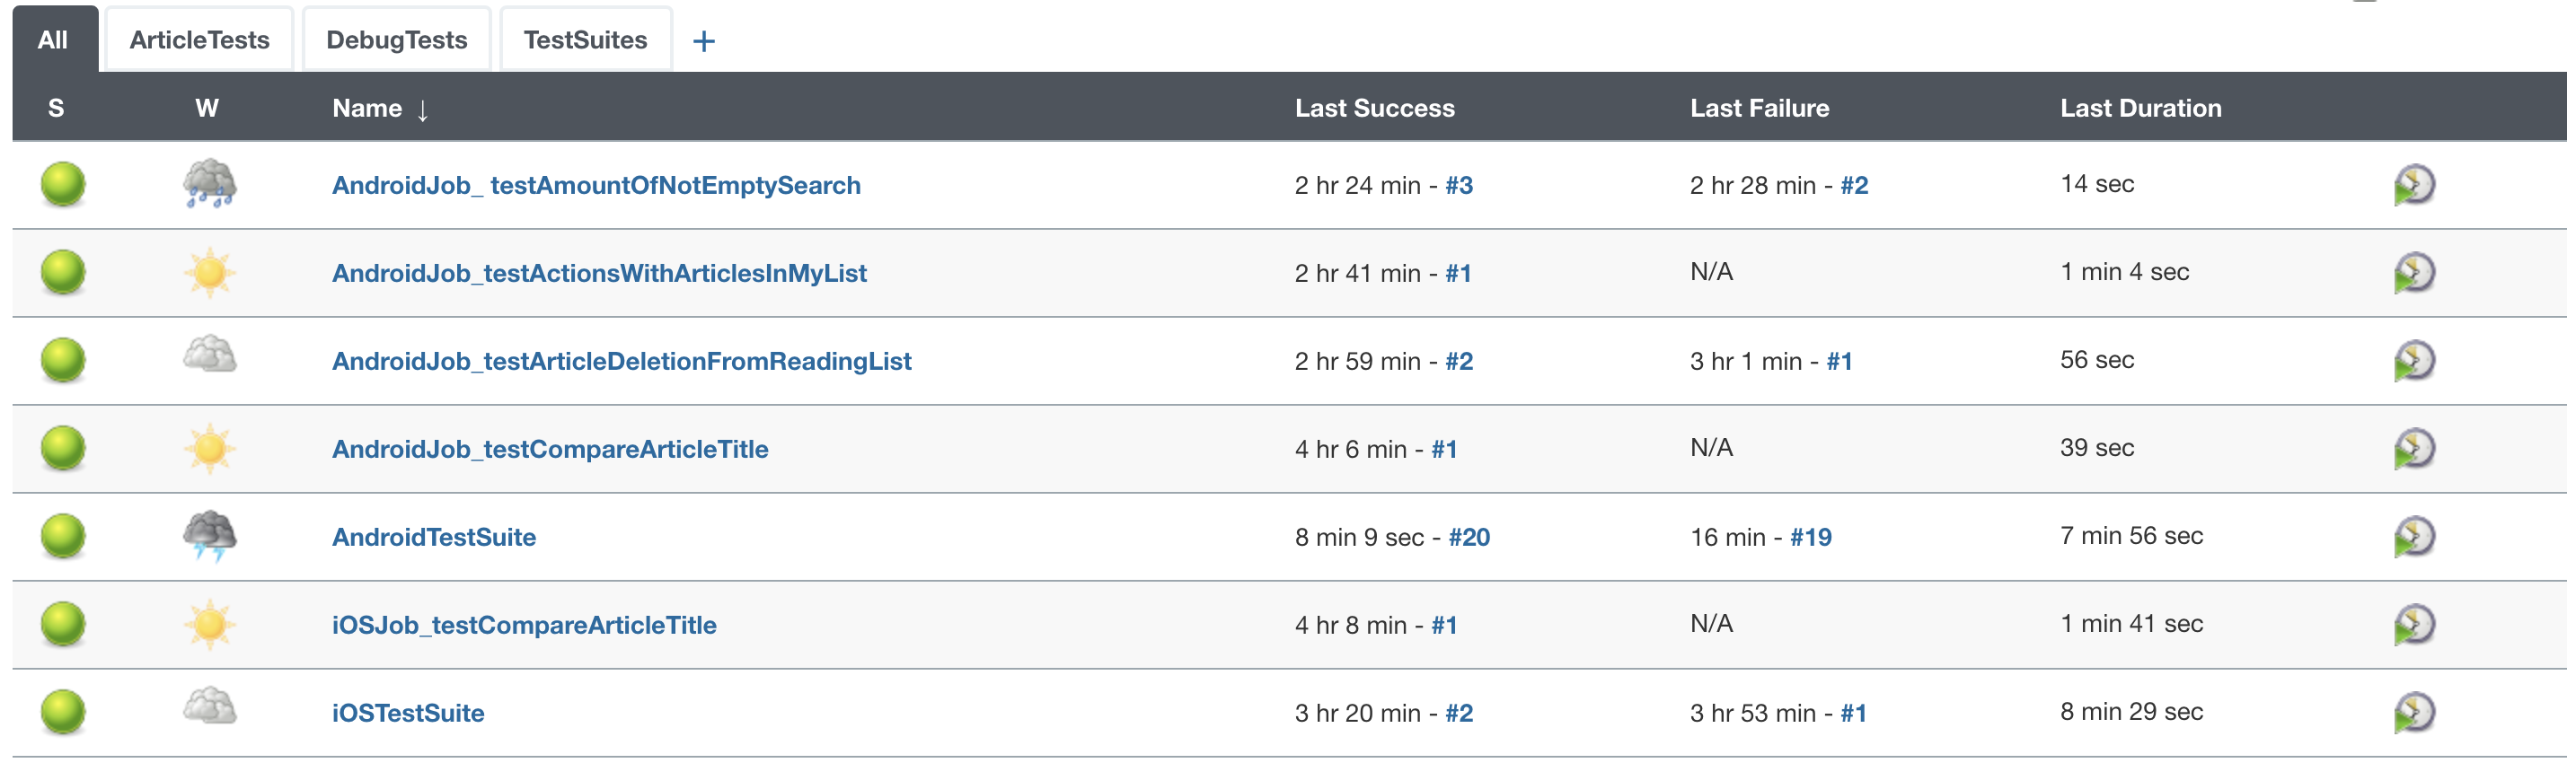 All ArticleTests DebugTests TestSuites +
S W Name ↓ Last Success Last Failure Last Duration
AndroidJob_ testAmountOfNotEmptySearch 2 hr 24 min - #3 2 hr 28 min - #2 14 sec
AndroidJob_testActionsWithArticlesInMyList 2 hr 41 min - #1 N/A 1 min 4 sec
AndroidJob_testArticleDeletionFromReadingList 2 hr 59 min - #2 3 hr 1 min - #1 56 sec
AndroidJob_testCompareArticleTitle 4 hr 6 min - #1 N/A 39 sec
AndroidTestSuite 8 min 9 sec - #20 16 min - #19 7 min 56 sec
iOSJob_testCompareArticleTitle 4 hr 8 min - #1 N/A 1 min 41 sec
iOSTestSuite 3 hr 20 min - #2 3 hr 53 min - #1 8 min 29 sec